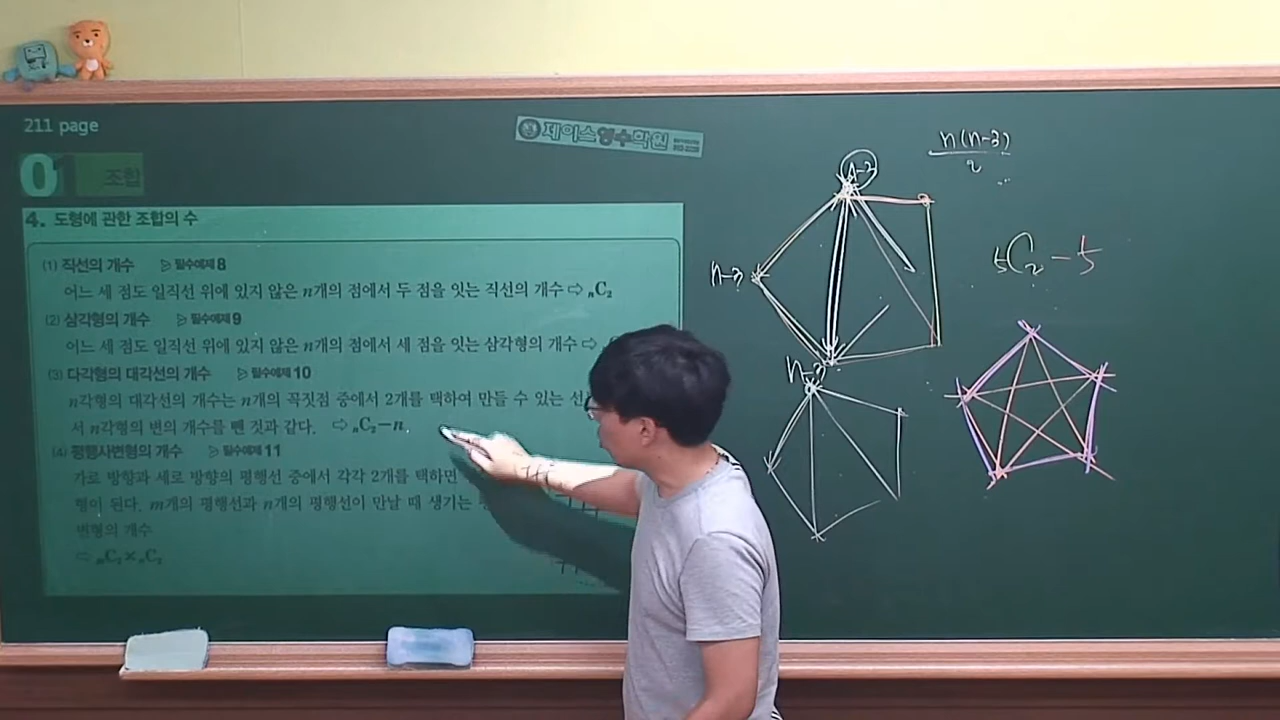 211 page
제이스영수학원
01 조합
4. 도형에 관한 조합의 수
(1) 직선의 개수 ▷ 필수예제 8
어느 세 점도 일직선 위에 있지 않은 n개의 점에서 두 점을 잇는 직선의 개수 ⇨ ₙC₂
(2) 삼각형의 개수 ▷ 필수예제 9
어느 세 점도 일직선 위에 있지 않은 n개의 점에서 세 점을 잇는 삼각형의 개수 ⇨
(3) 다각형의 대각선의 개수 ▷ 필수예제 10
n각형의 대각선의 개수는 n개의 꼭짓점 중에서 2개를 택하여 만들 수 있는
서 n각형의 변의 개수를 뺀 것과 같다. ⇨ ₙC₂−n
(4) 평행사변형의 개수 ▷ 필수예제 11
가로 방향과 세로 방향의 평행선 중에서 각각 2개를 택하면
형이 된다. m개의 평행선과 n개의 평행선이 만날 때 생기는
변형의 개수
⇨ ₘC₂×ₙC₂
n(n-3)/2
n-3
n-3
₅C₂-5